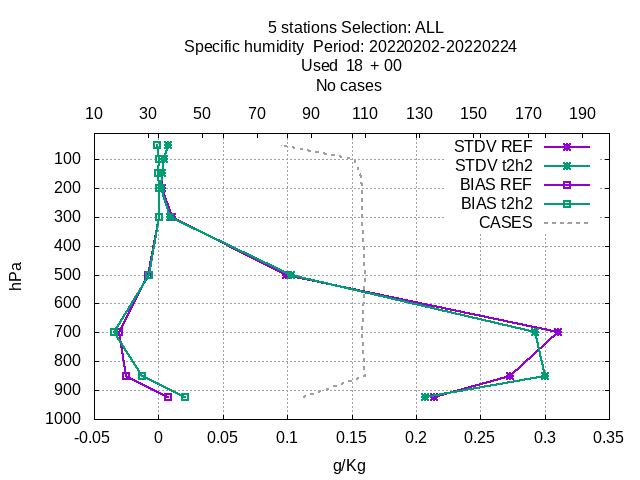 5 stations Selection: ALL
Specific humidity  Period: 20220202-20220224
Used  18  + 00
No cases
10 30 50 70 90 110 130 150 170 190
STDV REF
STDV t2h2
BIAS REF
BIAS t2h2
CASES
100
200
300
400
500
600
700
800
900
1000
hPa
-0.05 0 0.05 0.1 0.15 0.2 0.25 0.3 0.35
g/Kg